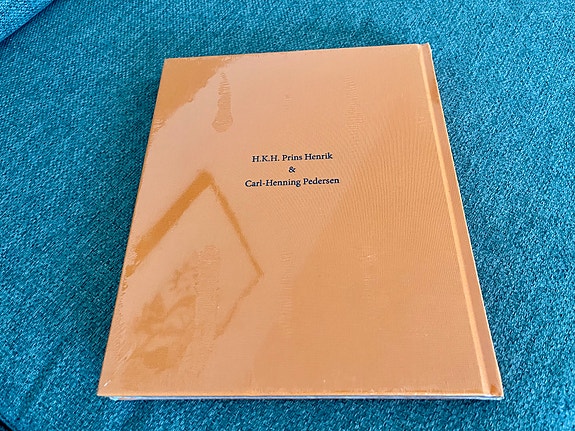 H.K.H. Prins Henrik
&
Carl-Henning Pedersen